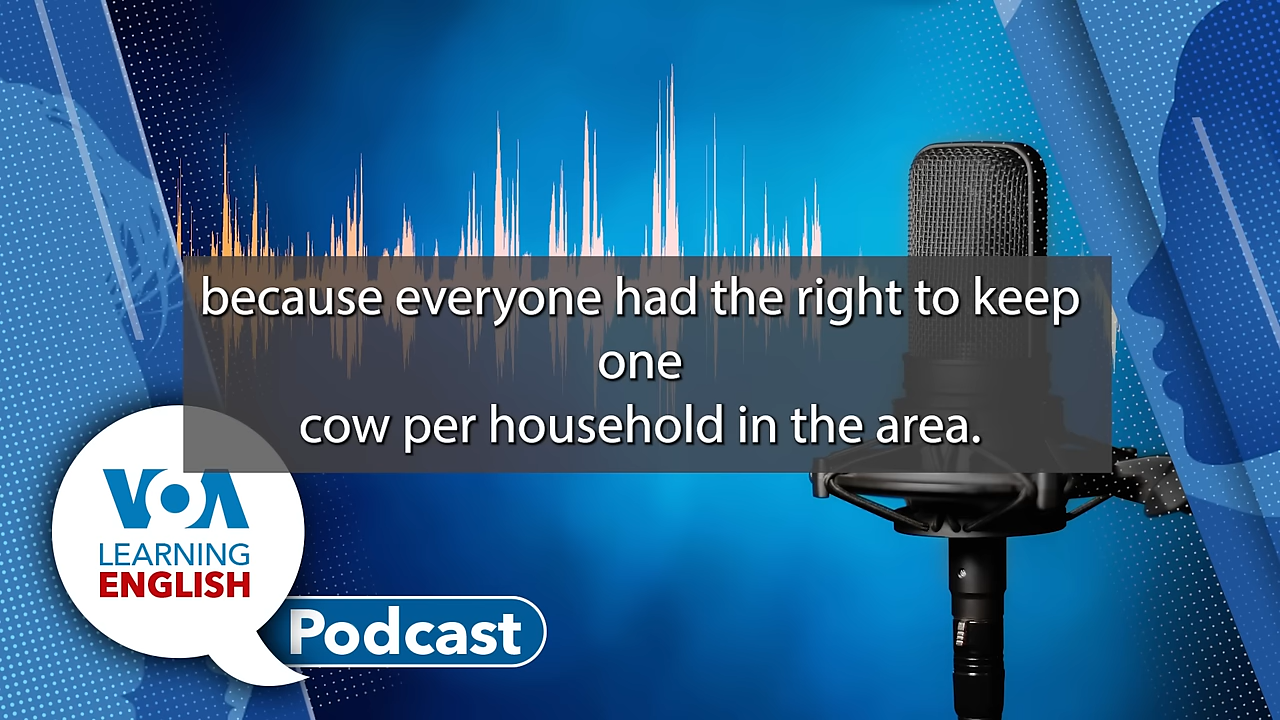 because everyone had the right to keep
one
cow per household in the area.
VOA
LEARNING
ENGLISH
Podcast